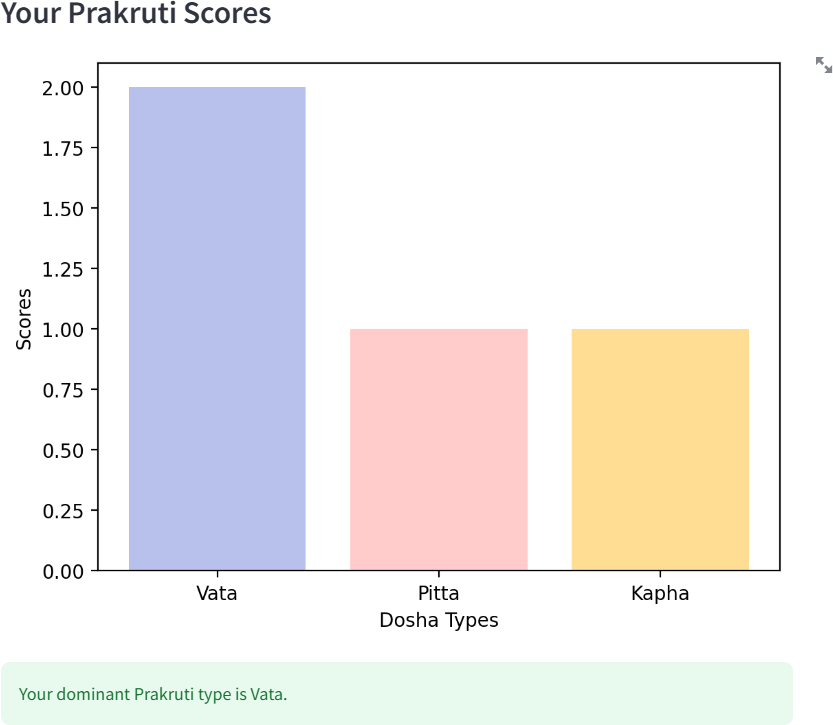 Your Prakruti Scores
2.00
1.75
1.50
1.25
1.00
0.75
0.50
0.25
0.00
Scores
Vata Pitta Kapha
Dosha Types
Your dominant Prakruti type is Vata.